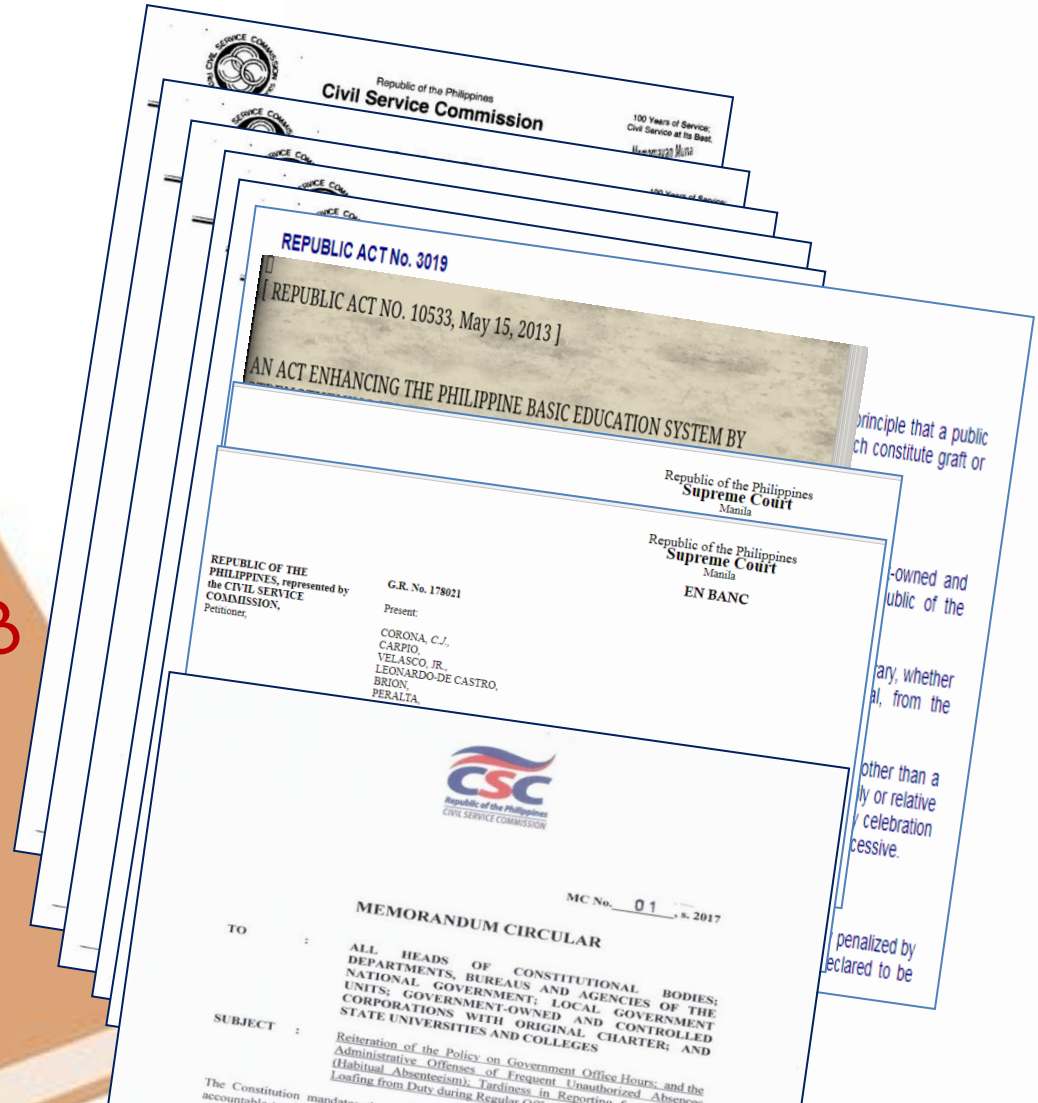 Republic of the Philippines
Civil Service Commission
100 Years of Service;
Civil Service at Its Best.
REPUBLIC ACT No. 3019
[ REPUBLIC ACT NO. 10533, May 15, 2013 ]
AN ACT ENHANCING THE PHILIPPINE BASIC EDUCATION SYSTEM BY
principle that a public
ch constitute graft or
-owned and
ublic of the
rary, whether
al, from the
other than a
ly or relative
y celebration
cessive.
penalized by
eclared to be
Republic of the Philippines
Supreme Court
Manila
Republic of the Philippines
Supreme Court
Manila
EN BANC
REPUBLIC OF THE
PHILIPPINES, represented by
the CIVIL SERVICE
COMMISSION,
Petitioner,
G.R. No. 178021
Present:
CORONA, C.J.,
CARPIO,
VELASCO, JR.,
LEONARDO-DE CASTRO,
BRION,
PERALTA,
CSC
Republic of the Philippines
CIVIL SERVICE COMMISSION
MC No. 01 , s. 2017
MEMORANDUM CIRCULAR
TO :
ALL HEADS OF CONSTITUTIONAL BODIES;
DEPARTMENTS, BUREAUS AND AGENCIES OF THE
NATIONAL GOVERNMENT; LOCAL GOVERNMENT
UNITS; GOVERNMENT-OWNED AND CONTROLLED
CORPORATIONS WITH ORIGINAL CHARTER; AND
STATE UNIVERSITIES AND COLLEGES
SUBJECT :
Reiteration of the Policy on Government Office Hours; and the
Administrative Offenses of Frequent Unauthorized Absences
(Habitual Absenteeism); Tardiness in Reporting
Loafing from Duty during Regular
The Constitution
accountable